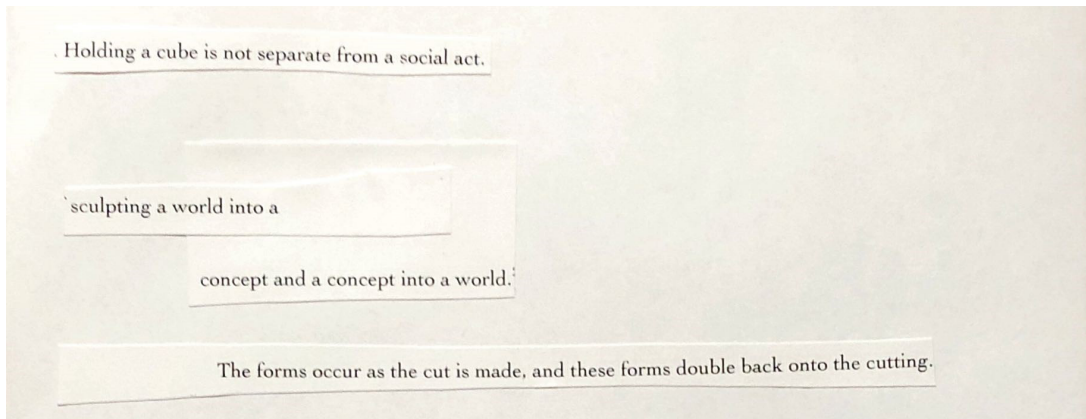 Holding a cube is not separate from a social act.
sculpting a world into a
concept and a concept into a world.
The forms occur as the cut is made, and these forms double back onto the cutting.